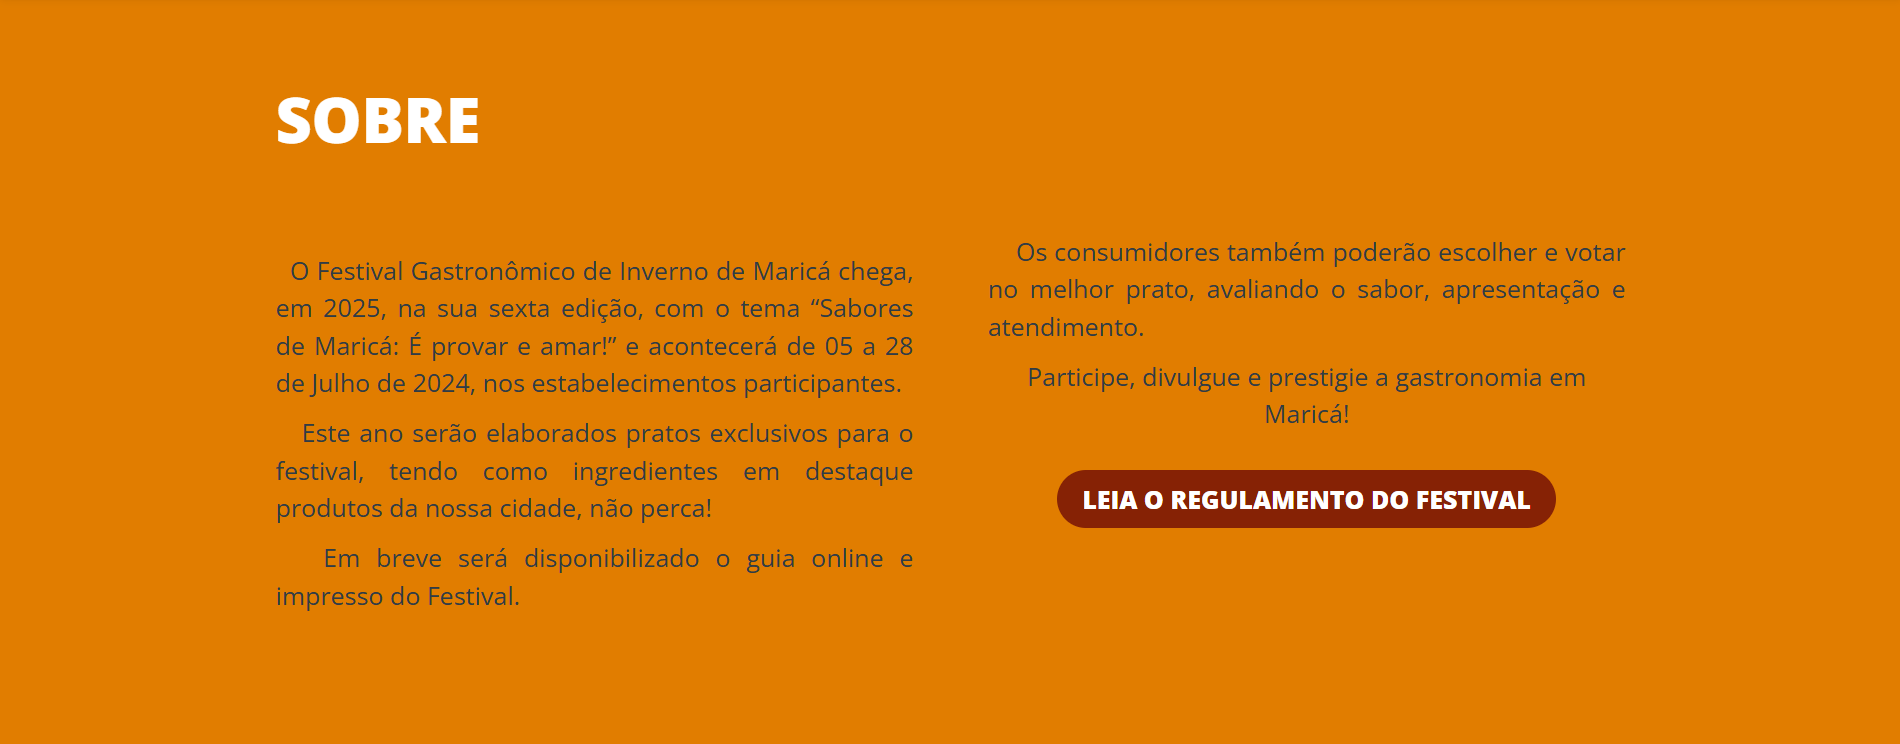 SOBRE
O Festival Gastronômico de Inverno de Maricá chega,
em 2025, na sua sexta edição, com o tema “Sabores
de Maricá: É provar e amar!” e acontecerá de 05 a 28
de Julho de 2024, nos estabelecimentos participantes.
Este ano serão elaborados pratos exclusivos para o
festival, tendo como ingredientes em destaque
produtos da nossa cidade, não perca!
Em breve será disponibilizado o guia online e
impresso do Festival.
Os consumidores também poderão escolher e votar
no melhor prato, avaliando o sabor, apresentação e
atendimento.
Participe, divulgue e prestigie a gastronomia em
Maricá!
LEIA O REGULAMENTO DO FESTIVAL